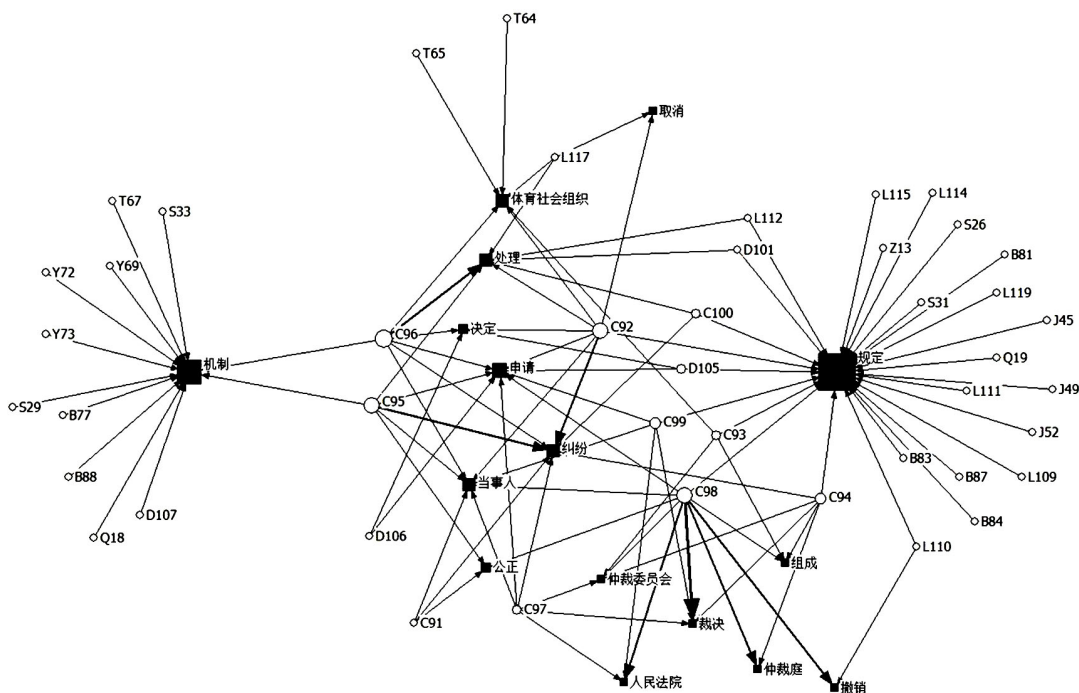 T64
T65
取消
L117
T67
S33
体育社会组织
L115
L114
L112
S26
D101
Z13
B81
Y72
Y69
处理
L119
S31
C100
J45
Y73
C96
决定
C92
机制
申请
D105
规定
Q19
L111
J49
S29
B77
C95
C99
C93
J52
纠纷
B83
B87
L109
B88
当事人
C98
C94
D107
B84
Q18
D106
L110
公正
仲裁委员会
组成
C91
C97
裁决
仲裁庭
人民法院
撤销